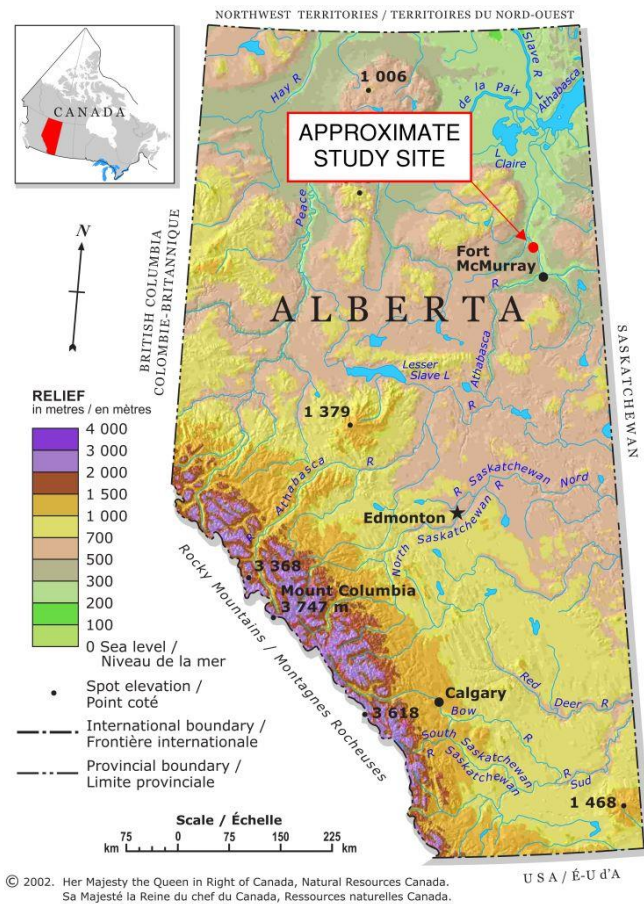 NORTHWEST TERRITORIES / TERRITOIRES DU NORD-OUEST
CANADA
Hay R
1 006
Slave R
de la Paix
L Athabasca
L
Claire
APPROXIMATE
STUDY SITE
Peace
Fort
McMurray
N
BRITISH COLUMBIA
COLOMBIE-BRITANNIQUE
ALBERTA
R
Athabasca
R
SASKATCHEWAN
Lesser
Slave L
RELIEF
in metres / en mètres
4 000
3 000
2 000
1 500
1 000
700
500
300
200
100
0 Sea level /
Niveau de la mer
1 379
R Athabasca R
R Saskatchewan Nord
Edmonton
North Saskatchewan R
3 368
Mount Columbia
3 747 m
Rocky Mountains / Montagnes Rocheuses
Spot elevation /
Point coté
International boundary /
Frontière internationale
Provincial boundary /
Limite provinciale
Red Deer R
Calgary
Bow
3 618
South Saskatchewan R
R Saskatchewan Sud
1 468
Scale / Échelle
75 0 75 150 225
km km
USA / É-U d'A
© 2002. Her Majesty the Queen in Right of Canada, Natural Resources Canada.
Sa Majesté la Reine du chef du Canada, Ressources naturelles Canada.